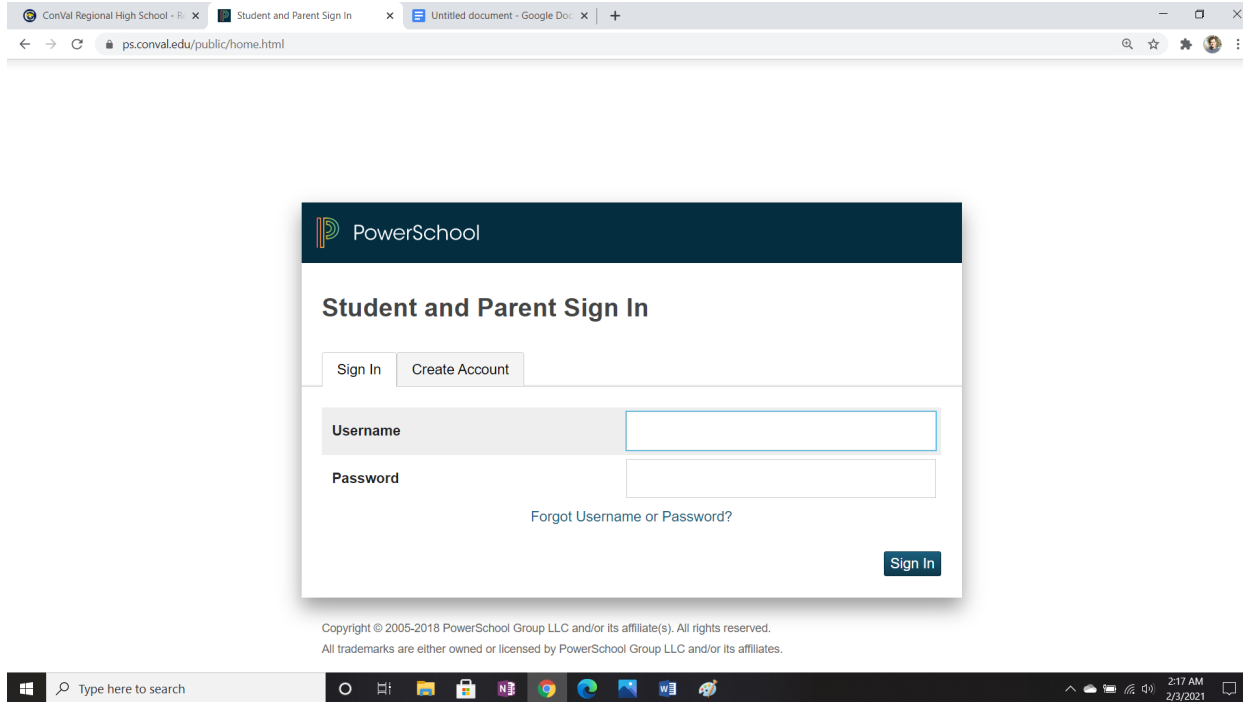 ConVal Regional High School - Re
Student and Parent Sign In
Untitled document - Google Doc
ps.conval.edu/public/home.html
PowerSchool
Student and Parent Sign In
Sign In
Create Account
Username
Password
Forgot Username or Password?
Sign In
Copyright © 2005-2018 PowerSchool Group LLC and/or its affiliate(s). All rights reserved.
All trademarks are either owned or licensed by PowerSchool Group LLC and/or its affiliates.
Type here to search
2:17 AM
2/3/2021